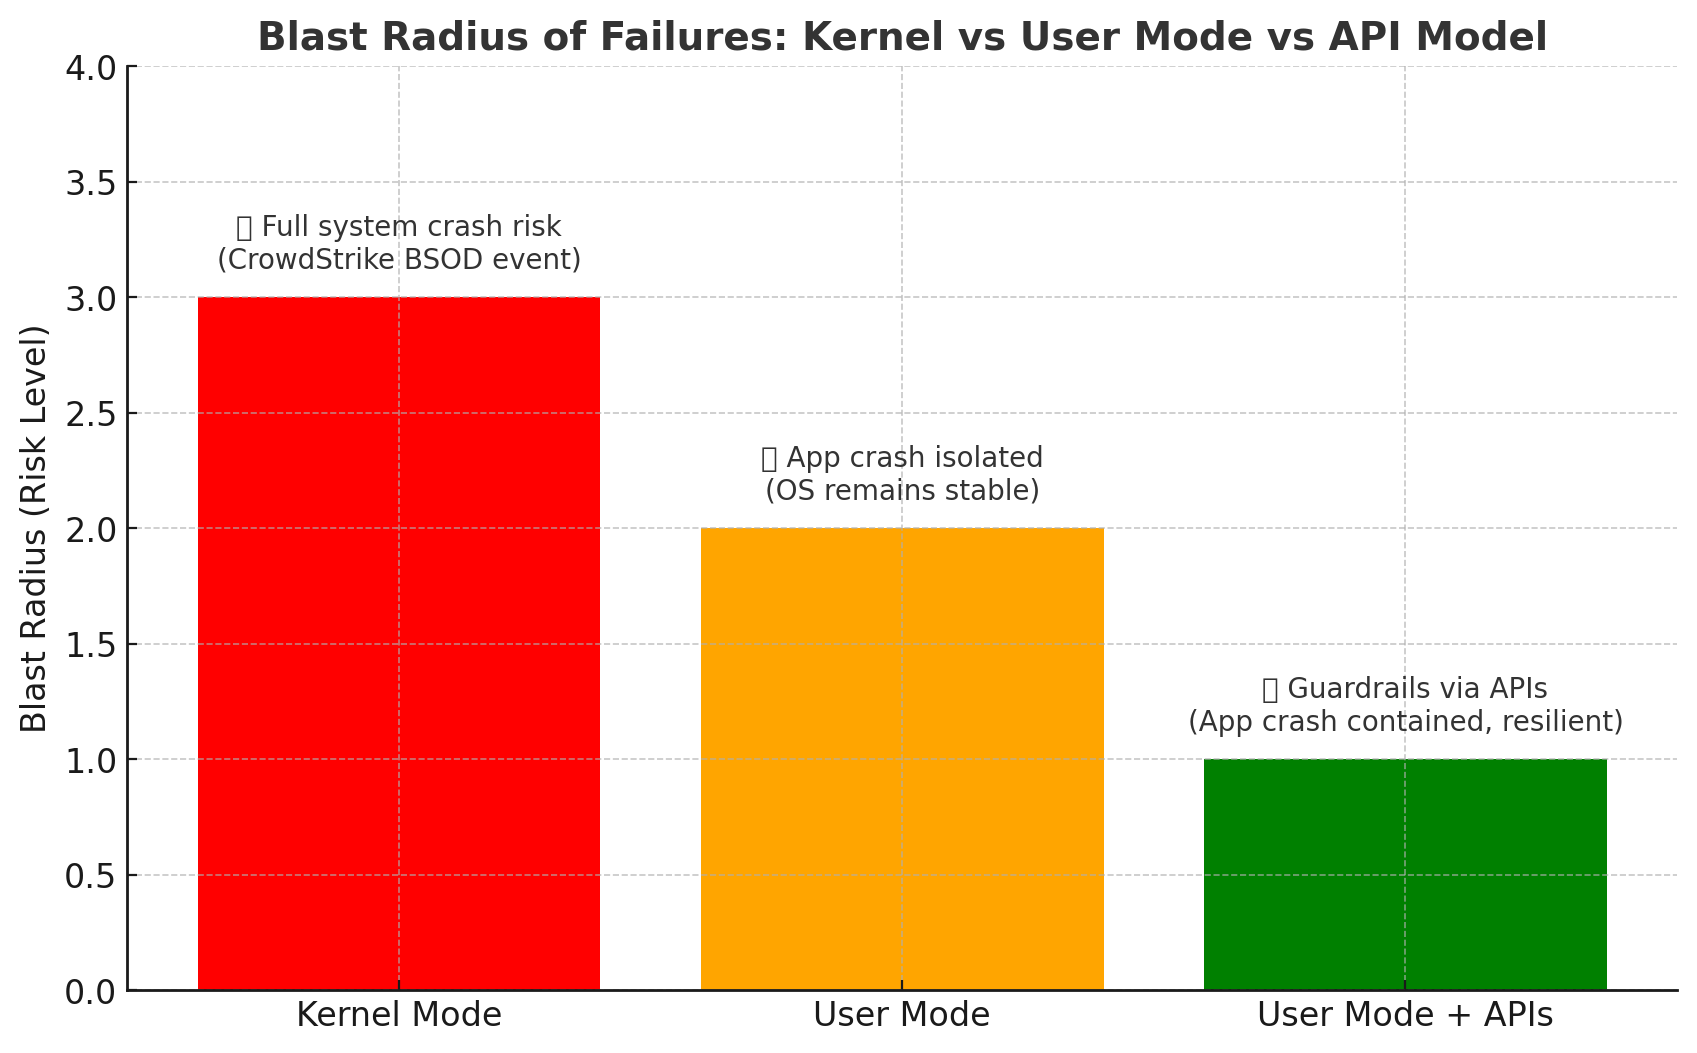 Blast Radius of Failures: Kernel vs User Mode vs API Model
4.0
3.5
3.0
2.5
2.0
1.5
1.0
0.5
0.0
Blast Radius (Risk Level)
▯ Full system crash risk
(CrowdStrike BSOD event)
▯ App crash isolated
(OS remains stable)
▯ Guardrails via APIs
(App crash contained, resilient)
Kernel Mode
User Mode
User Mode + APIs